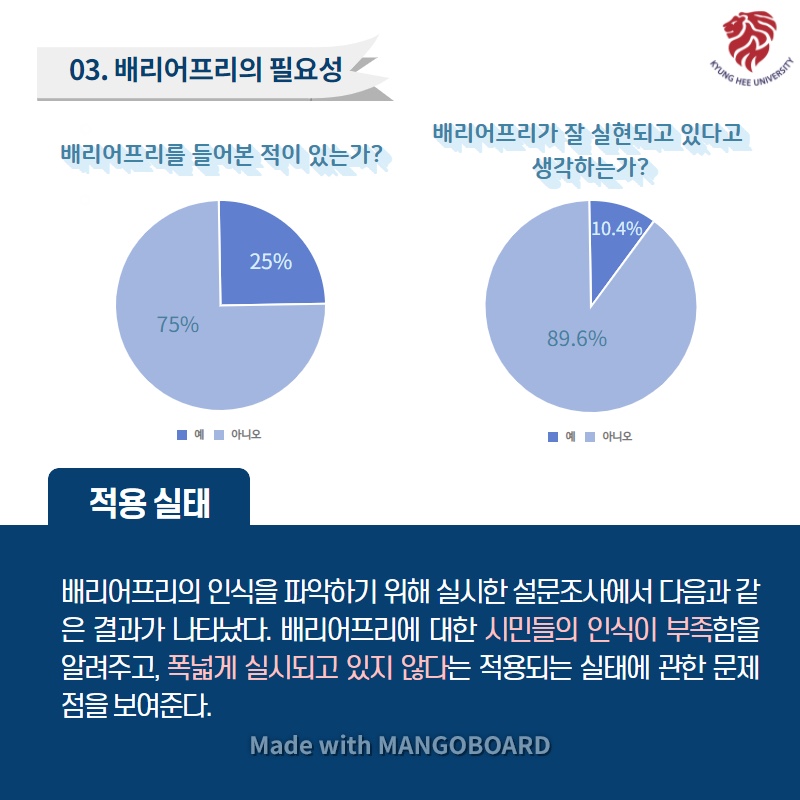 03. 배리어프리의 필요성
KYUNG HEE UNIVERSITY
배리어프리를 들어본 적이 있는가?
25%
75%
예 아니오
배리어프리가 잘 실현되고 있다고
생각하는가?
10.4%
89.6%
예 아니오
적용 실태
배리어프리의 인식을 파악하기 위해 실시한 설문조사에서 다음과 같
은 결과가 나타났다. 배리어프리에 대한 시민들의 인식이 부족함을
알려주고, 폭넓게 실시되고 있지 않다는 적용되는 실태에 관한 문제
점을 보여준다.
Made with MANGOBOARD